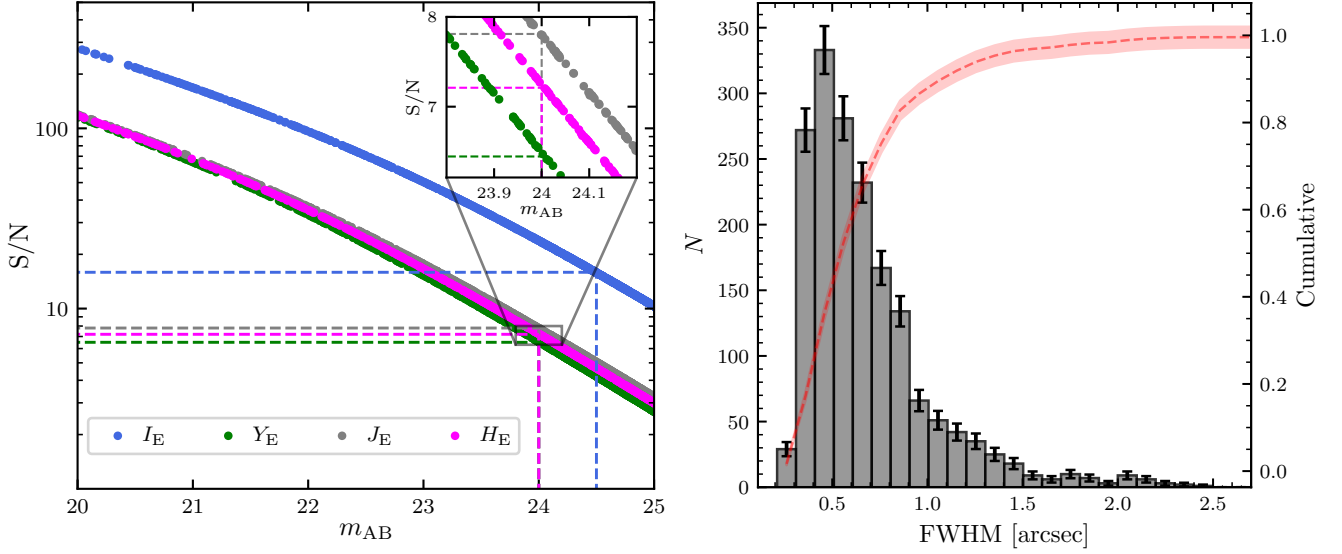 S/N
100
10
20
21
22
23
24
25
m_AB
I_E
Y_E
J_E
H_E
S/N
8
7
23.9
24
24.1
m_AB
N
350
300
250
200
150
100
50
0
0.5
1.0
1.5
2.0
2.5
FWHM [arcsec]
1.0
0.8
0.6
0.4
0.2
0.0
Cumulative